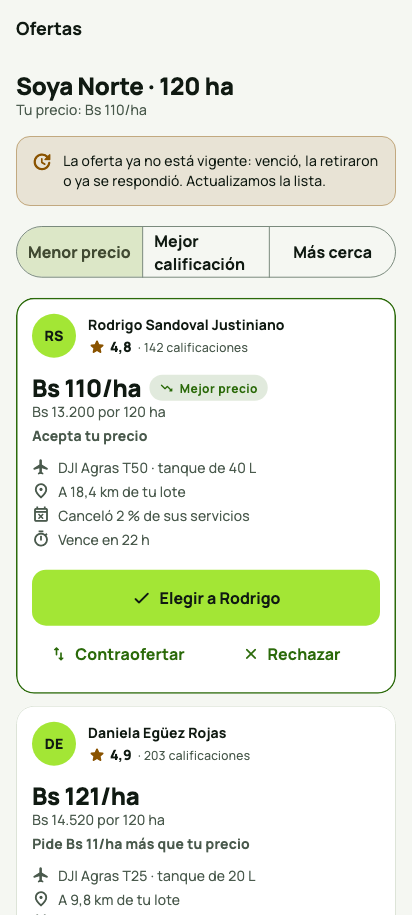 Ofertas
Soya Norte · 120 ha
Tu precio: Bs 110/ha
La oferta ya no está vigente: venció, la retiraron
o ya se respondió. Actualizamos la lista.
Menor precio
Mejor
calificación
Más cerca
RS
Rodrigo Sandoval Justiniano
4,8 · 142 calificaciones
Bs 110/ha
Mejor precio
Bs 13.200 por 120 ha
Acepta tu precio
DJI Agras T50 · tanque de 40 L
A 18,4 km de tu lote
Canceló 2 % de sus servicios
Vence en 22 h
Elegir a Rodrigo
Contraofertar
Rechazar
DE
Daniela Egüez Rojas
4,9 · 203 calificaciones
Bs 121/ha
Bs 14.520 por 120 ha
Pide Bs 11/ha más que tu precio
DJI Agras T25 · tanque de 20 L
A 9,8 km de tu lote